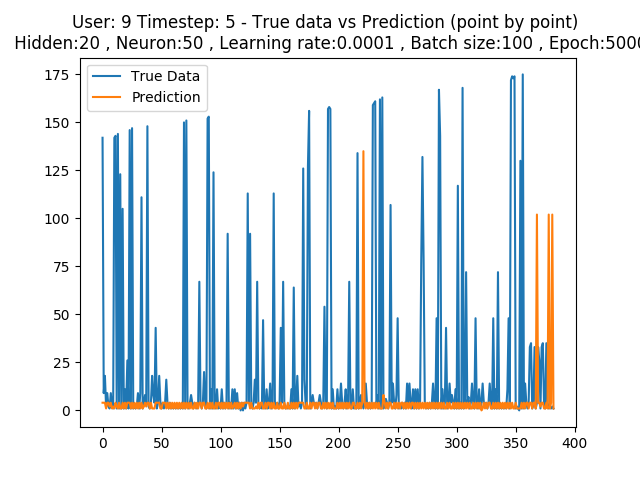 User: 9 Timestep: 5 - True data vs Prediction (point by point)
Hidden:20 , Neuron:50 , Learning rate:0.0001 , Batch size:100 , Epoch:5000
True Data
Prediction
175
150
125
100
75
50
25
0
0 50 100 150 200 250 300 350 400